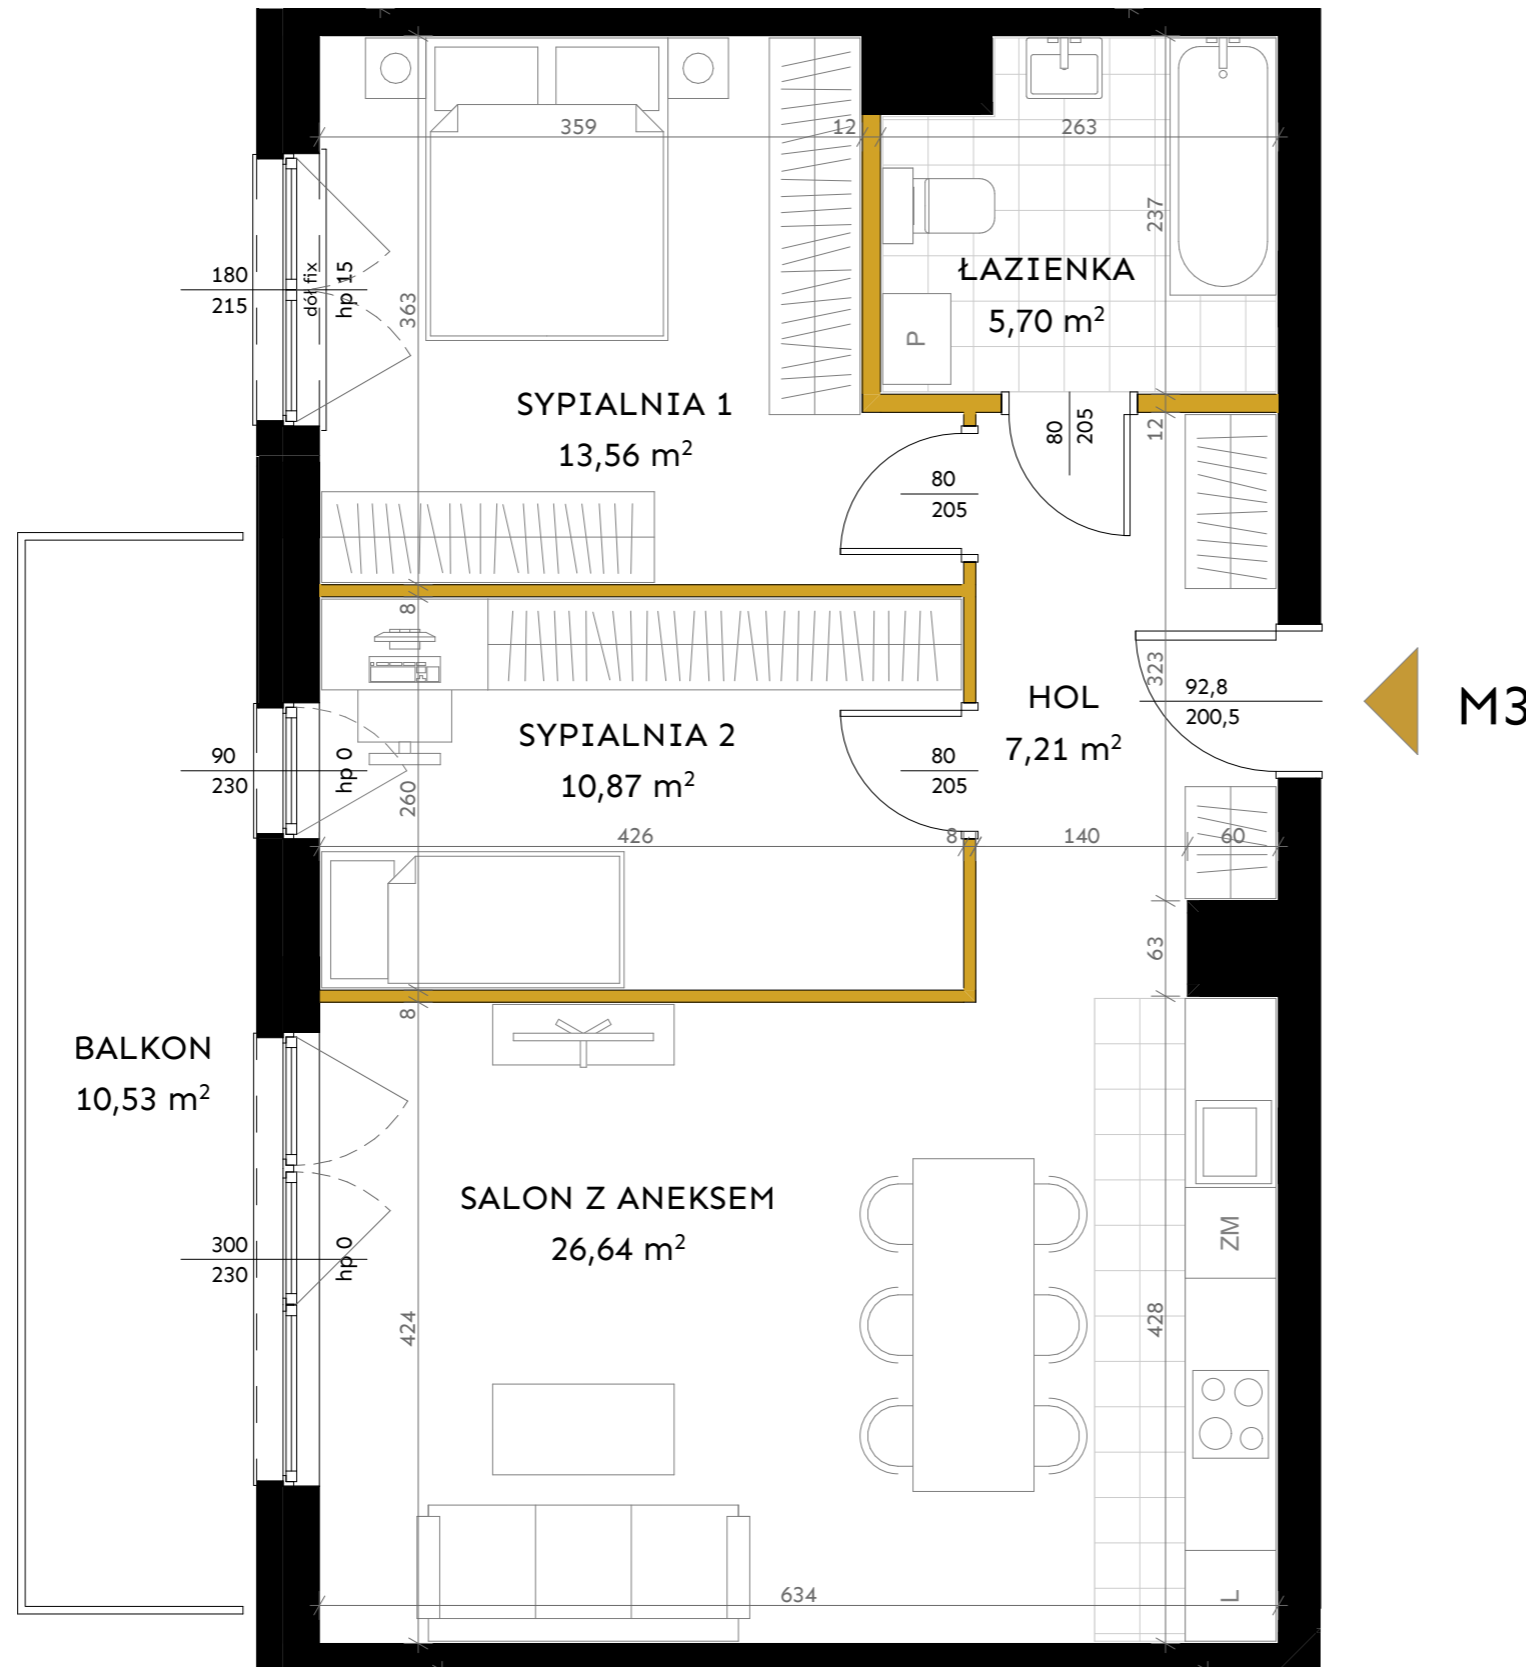 359
12
263
237
ŁAZIENKA
5,70 m²
P
180
215
dół fix
hp 15
363
SYPIALNIA 1
13,56 m²
80
205
80
205
12
8
SYPIALNIA 2
10,87 m²
80
205
HOL
7,21 m²
323
92,8
200,5
M3
90
230
hp 0
260
426
8
140
60
63
8
BALKON
10,53 m²
SALON Z ANEKSEM
26,64 m²
ZM
300
230
hp 0
424
428
634
L